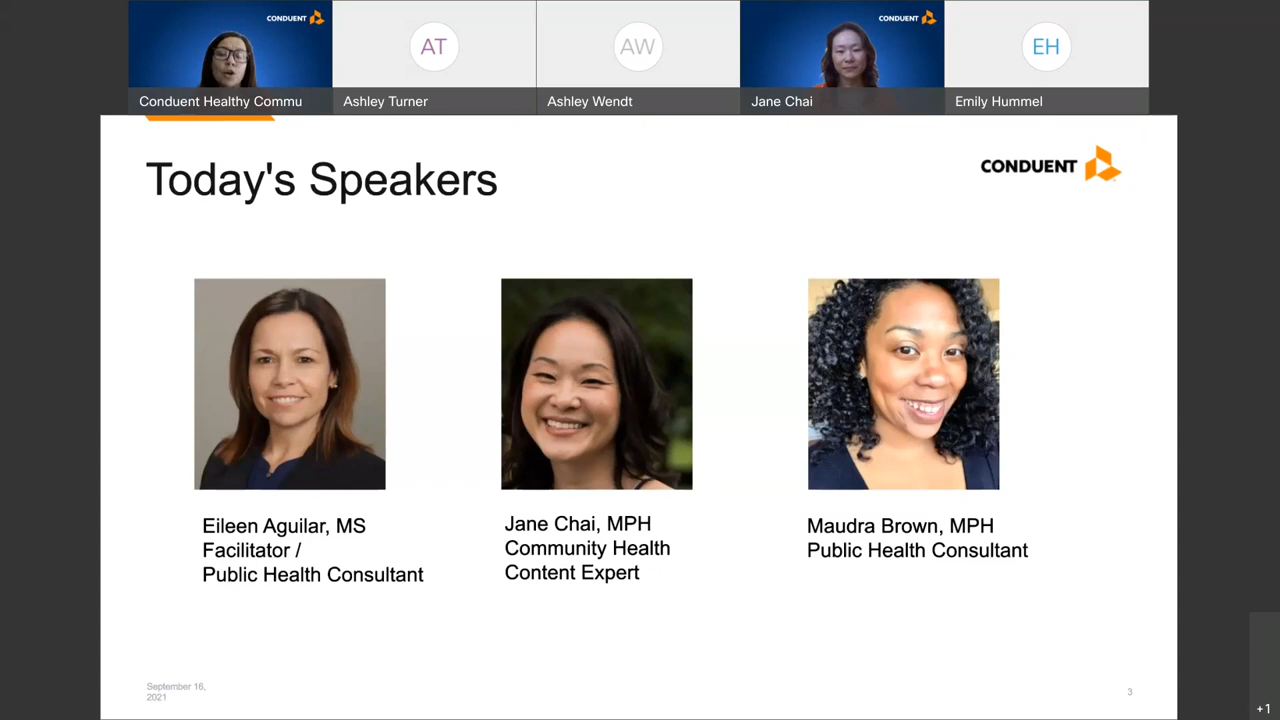 CONDUENT
CONDUENT
AT
AW
EH
Conduent Healthy Commu
Ashley Turner
Ashley Wendt
Jane Chai
Emily Hummel
Today's Speakers
CONDUENT
Eileen Aguilar, MS
Facilitator /
Public Health Consultant
Jane Chai, MPH
Community Health
Content Expert
Maudra Brown, MPH
Public Health Consultant
September 16,
2021
3
+1